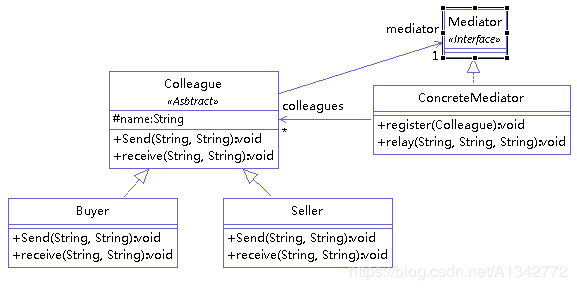 Mediator
«Interface»
mediator
1
Colleague
«Asbtract»
#name:String
+Send(String, String):void
+receive(String, String):void
colleagues
*
ConcreteMediator
+register(Colleague):void
+relay(String, String, String):void
Buyer
+Send(String, String):void
+receive(String, String):void
Seller
+Send(String, String):void
+receive(String, String):void
https://blog.csdn.net/A1342772